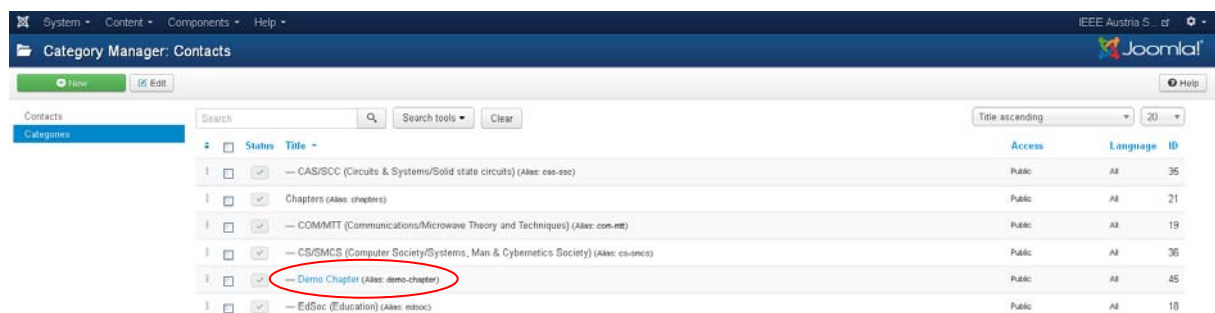 System Content Components Help IEEE Austria S...
Category Manager: Contacts Joomla!
New Edit Help
Contacts Search Search tools Clear Title ascending 20
Categories
Status Title Access Language ID
— CAS/SCC (Circuits & Systems/Solid state circuits) (Alias: cas-ssc) Public All 35
Chapters (Alias: chapters) Public All 21
— COM/MTT (Communications/Microwave Theory and Techniques) (Alias: com-mtt) Public All 19
— CS/SMCS (Computer Society/Systems, Man & Cybernetics Society) (Alias: cs-smcs) Public All 36
— Demo Chapter (Alias: demo-chapter) Public All 45
— EdSoc (Education) (Alias: edsoc) Public All 18